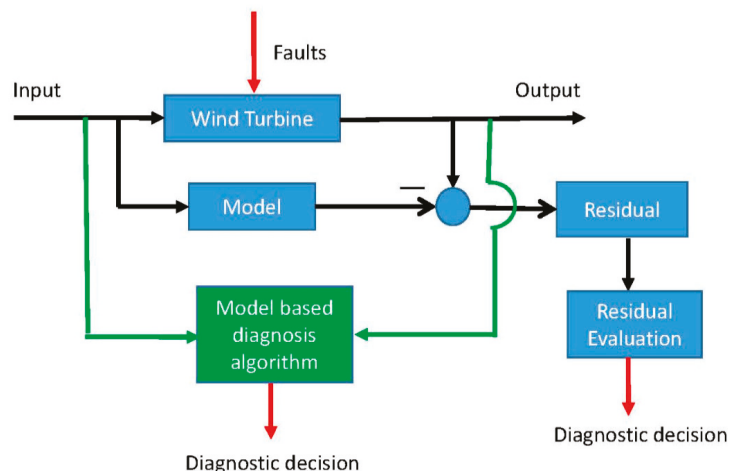 Faults
Input
Output
Wind Turbine
Model
—
Residual
Model based
diagnosis
algorithm
Residual
Evaluation
Diagnostic decision
Diagnostic decision